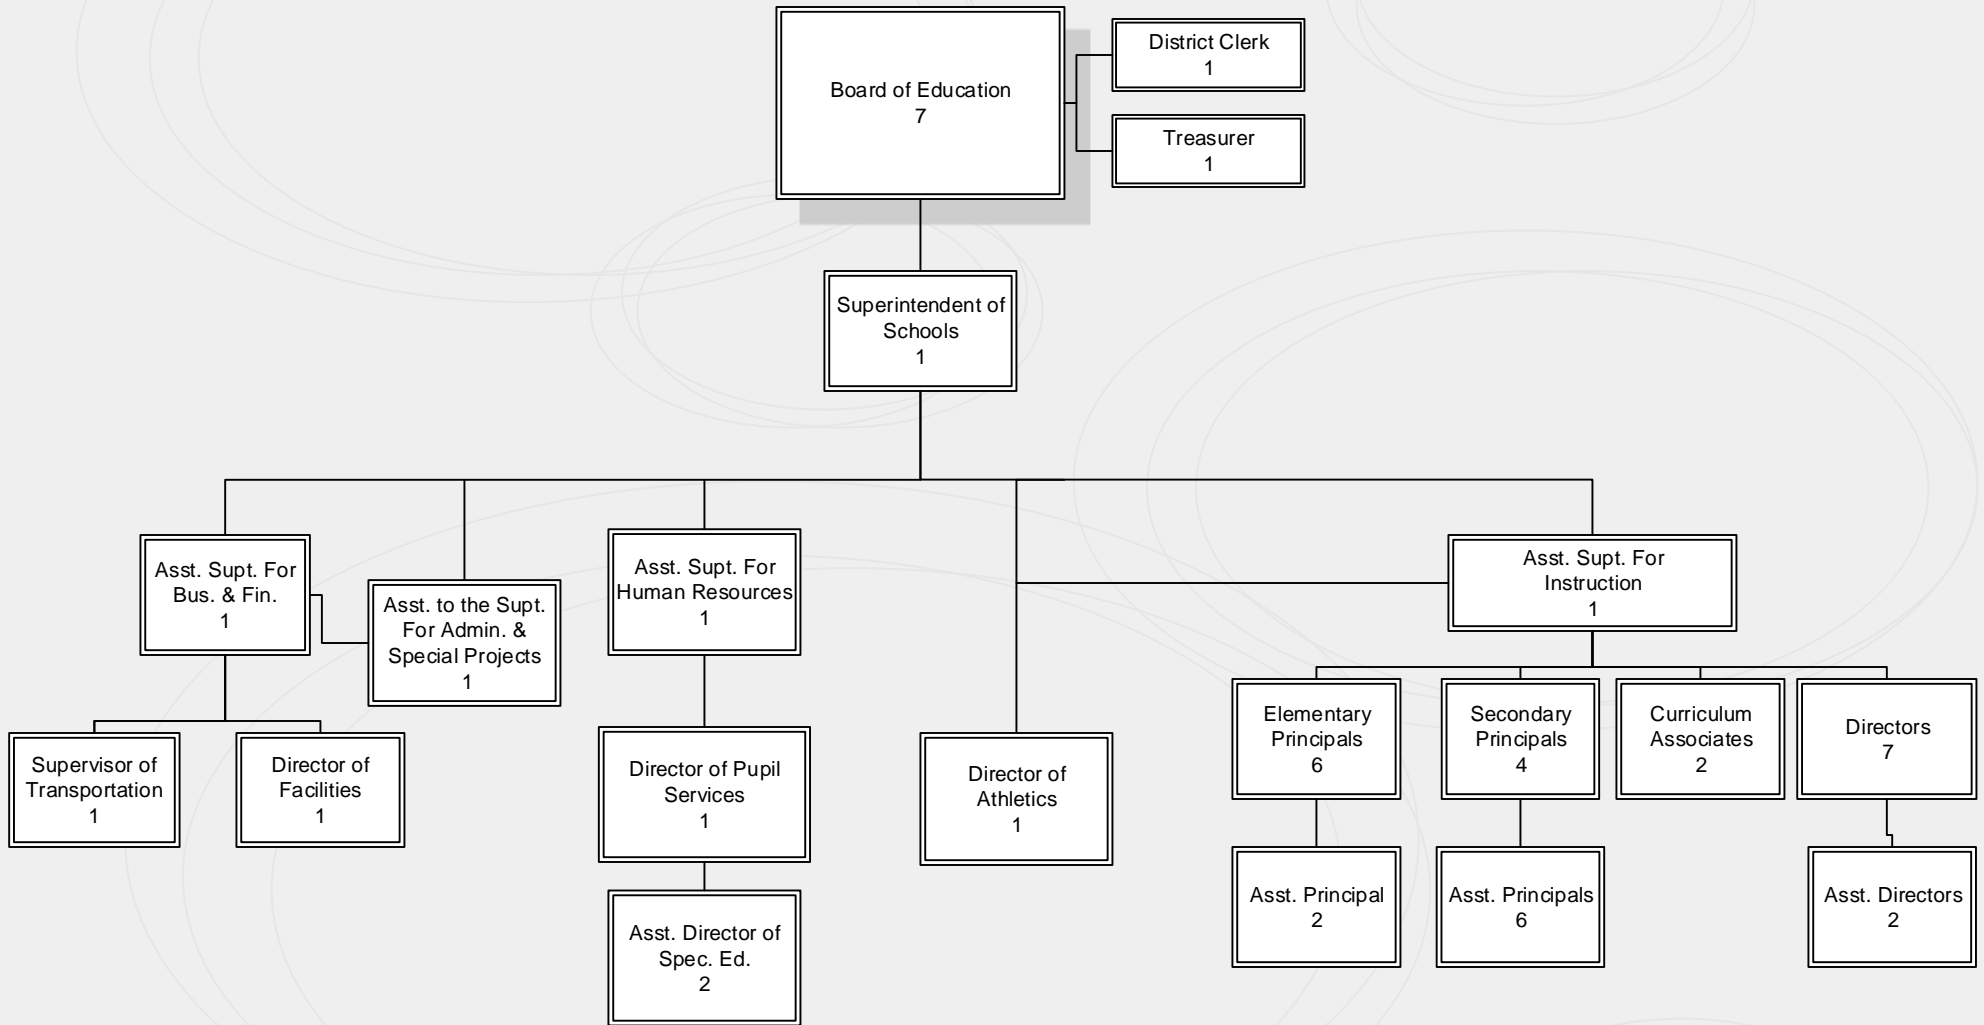 Board of Education
7
District Clerk
1
Treasurer
1
Superintendent of
Schools
1
Asst. Supt. For
Bus. & Fin.
1
Asst. to the Supt.
For Admin. &
Special Projects
1
Asst. Supt. For
Human Resources
1
Asst. Supt. For
Instruction
1
Supervisor of
Transportation
1
Director of
Facilities
1
Director of Pupil
Services
1
Director of
Athletics
1
Elementary
Principals
6
Secondary
Principals
4
Curriculum
Associates
2
Directors
7
Asst. Director of
Spec. Ed.
2
Asst. Principal
2
Asst. Principals
6
Asst. Directors
2